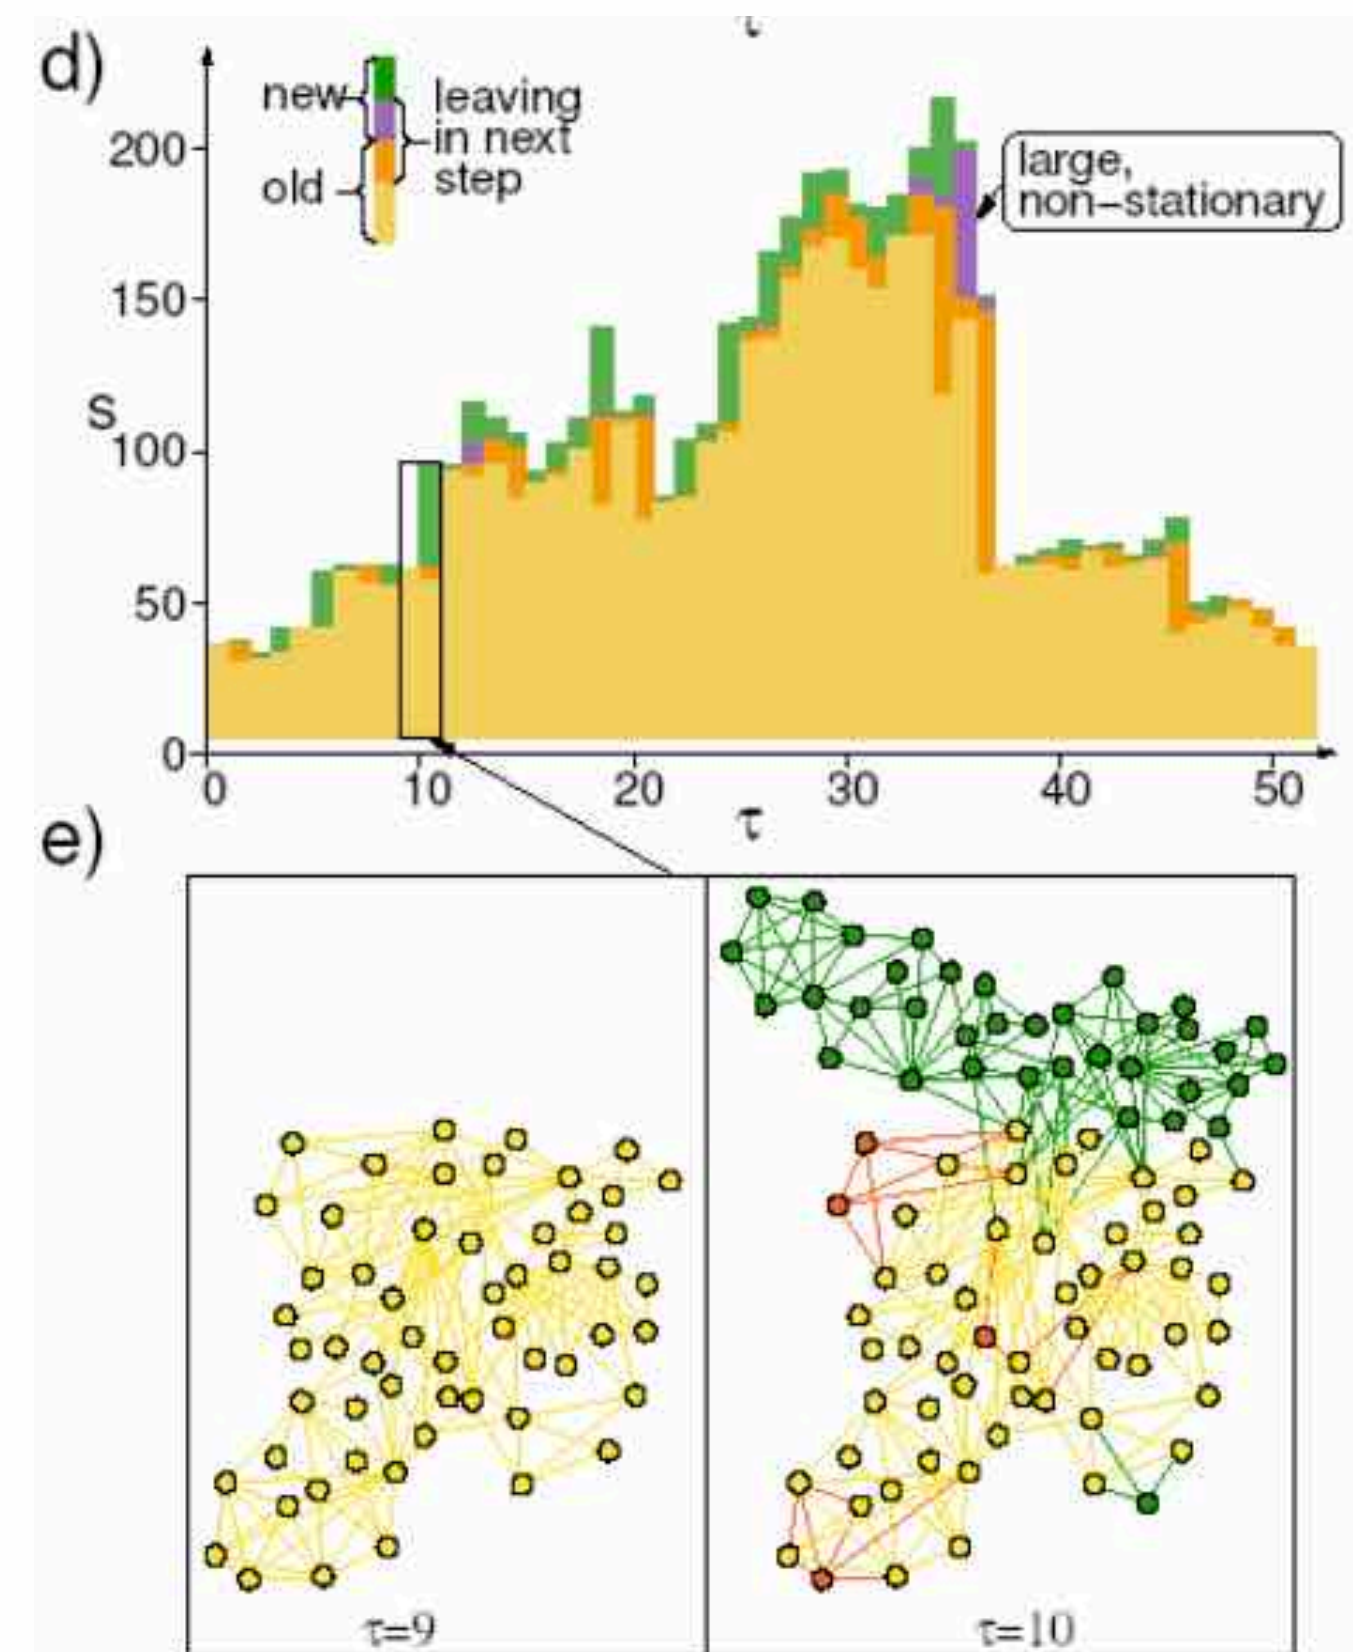 τ
d)
new
leaving
in next
step
old
large,
non–stationary
200
150
s
100
50
0
0 10 20 30 40 50
τ
e)
τ=9 τ=10